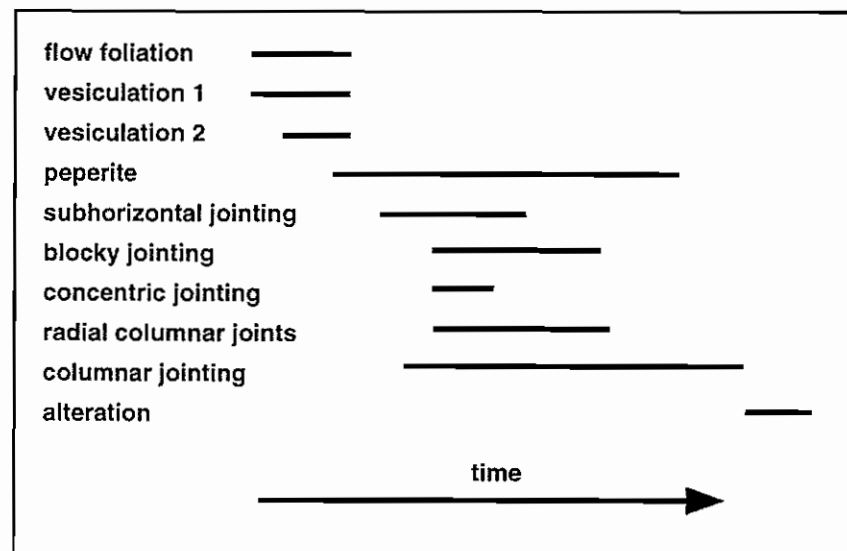 flow foliation
vesiculation 1
vesiculation 2
peperite
subhorizontal jointing
blocky jointing
concentric jointing
radial columnar joints
columnar jointing
alteration
time